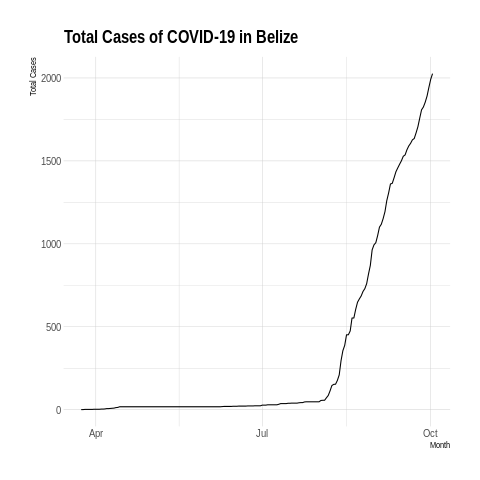 Total Cases of COVID-19 in Belize
Total Cases
2000
1500
1000
500
0
Apr
Jul
Oct
Month